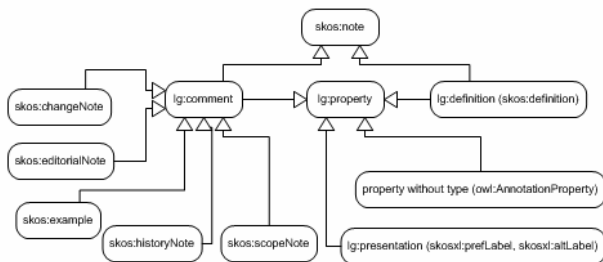 skos:note
lg:comment
lg:property
lg:definition (skos:definition)
skos:changeNote
skos:editorialNote
skos:example
skos:historyNote
skos:scopeNote
property without type (owl:AnnotationProperty)
lg:presentation (skosxl:prefLabel, skosxl:altLabel)